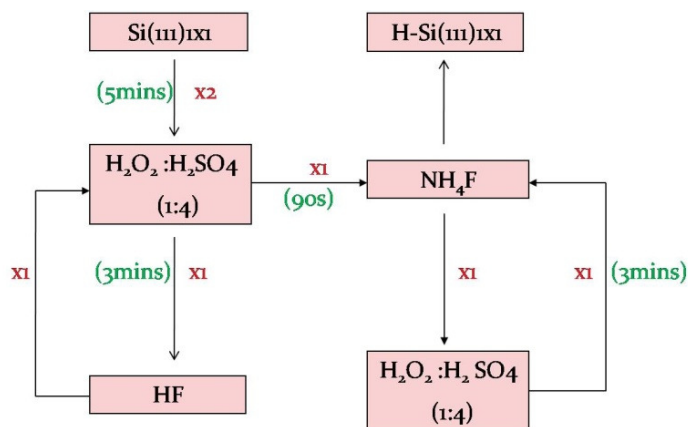 Si(111)1x1
H-Si(111)1x1
(5mins) x2
H₂O₂ :H₂SO₄
(1:4)
x1
(90s)
NH₄F
x1
(3mins) x1
x1
x1 (3mins)
HF
H₂O₂ :H₂ SO₄
(1:4)